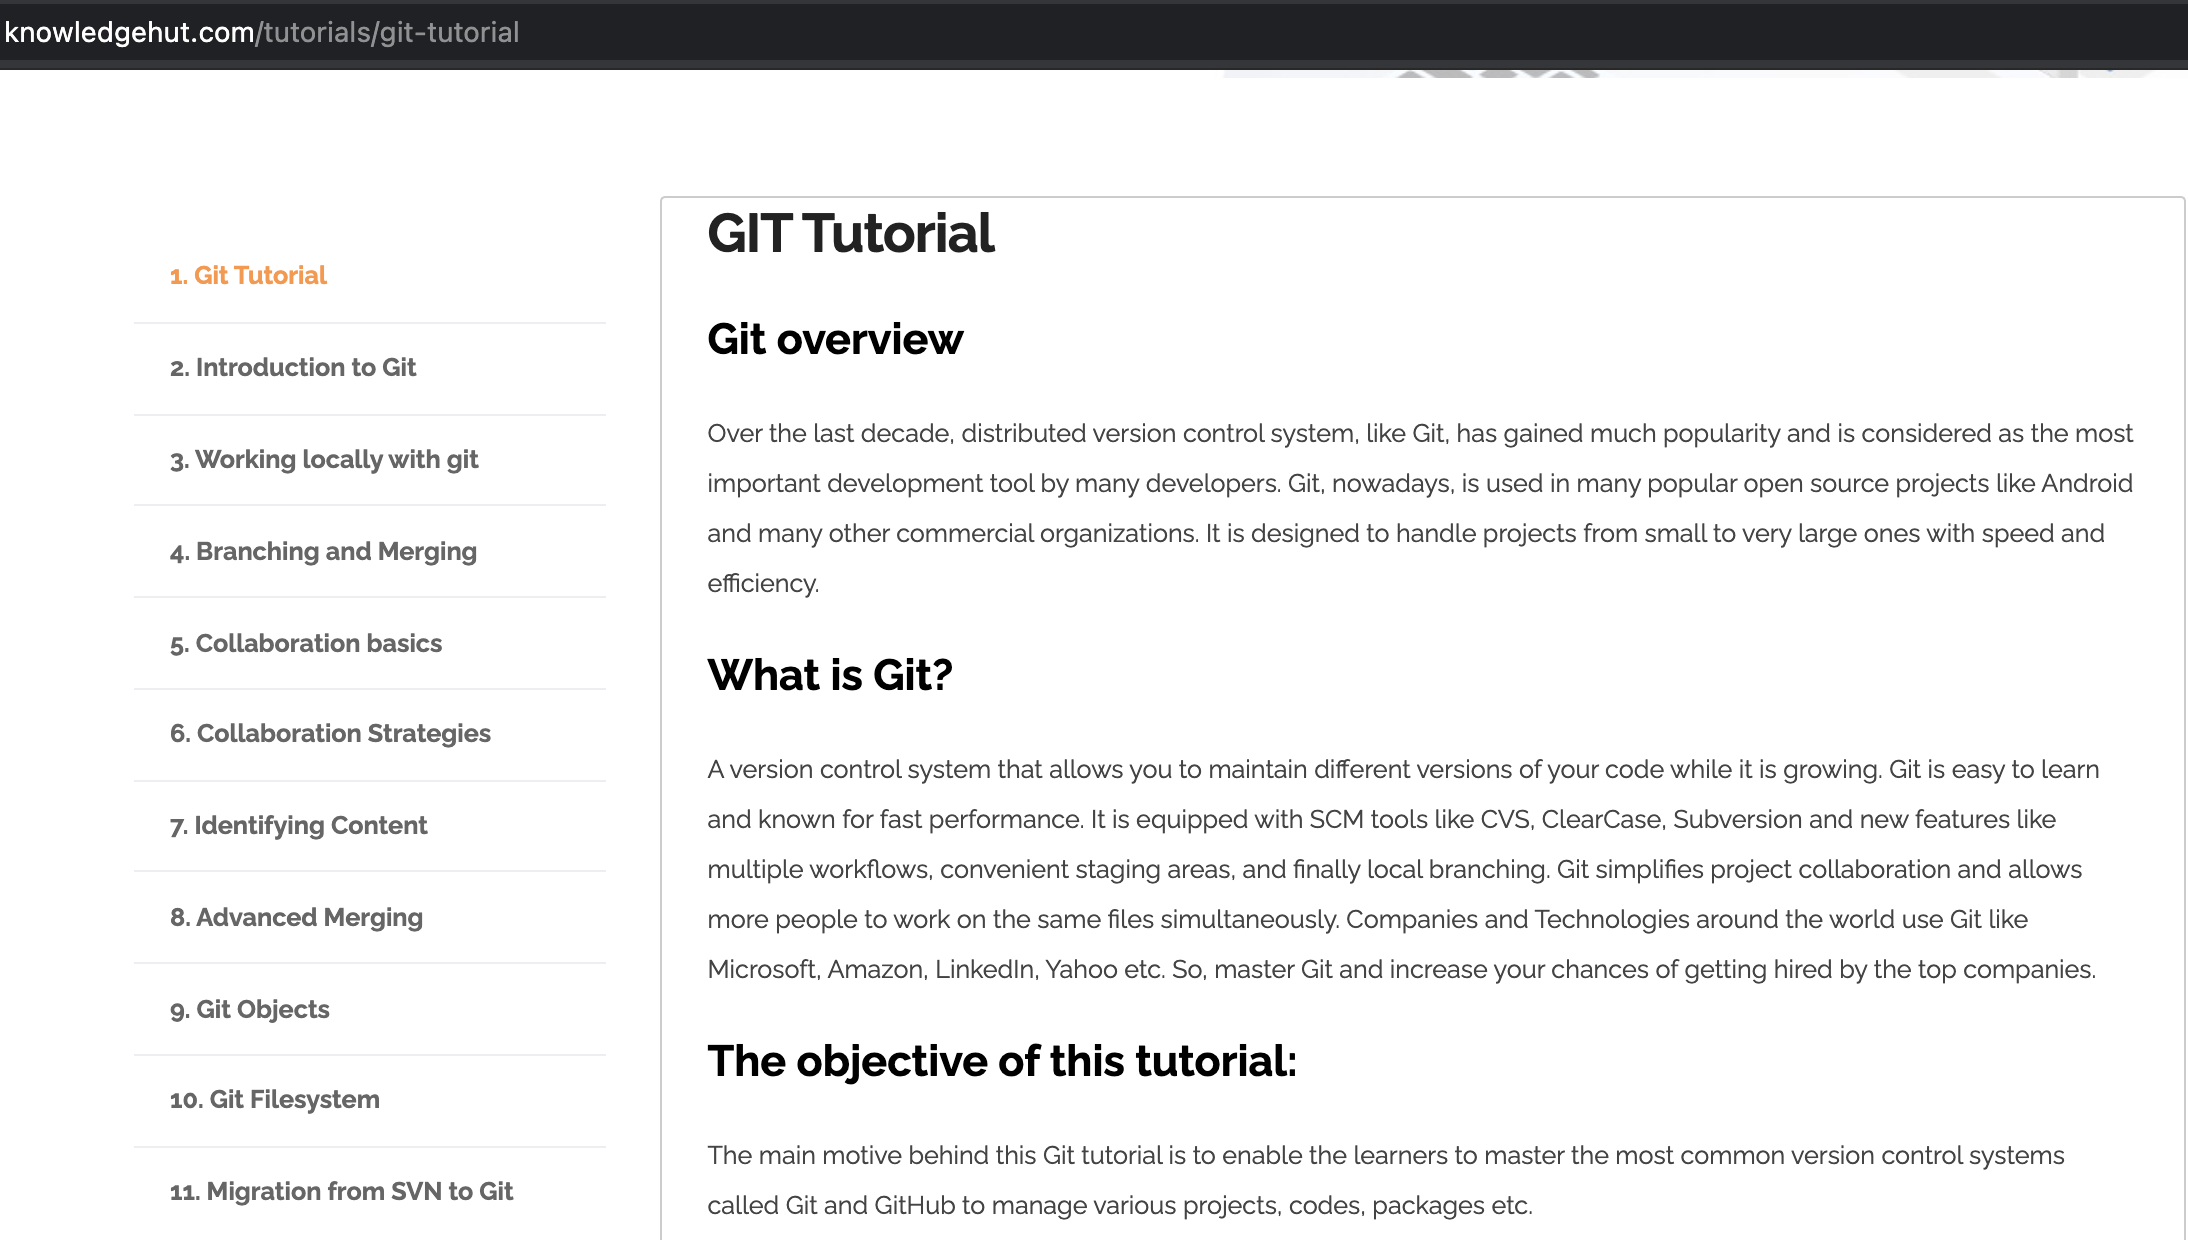 knowledgehut.com/tutorials/git-tutorial
1. Git Tutorial
2. Introduction to Git
3. Working locally with git
4. Branching and Merging
5. Collaboration basics
6. Collaboration Strategies
7. Identifying Content
8. Advanced Merging
9. Git Objects
10. Git Filesystem
11. Migration from SVN to Git
GIT Tutorial
Git overview
Over the last decade, distributed version control system, like Git, has gained much popularity and is considered as the most
important development tool by many developers. Git, nowadays, is used in many popular open source projects like Android
and many other commercial organizations. It is designed to handle projects from small to very large ones with speed and
efficiency.
What is Git?
A version control system that allows you to maintain different versions of your code while it is growing. Git is easy to learn
and known for fast performance. It is equipped with SCM tools like CVS, ClearCase, Subversion and new features like
multiple workflows, convenient staging areas, and finally local branching. Git simplifies project collaboration and allows
more people to work on the same files simultaneously. Companies and Technologies around the world use Git like
Microsoft, Amazon, LinkedIn, Yahoo etc. So, master Git and increase your chances of getting hired by the top companies.
The objective of this tutorial:
The main motive behind this Git tutorial is to enable the learners to master the most common version control systems
called Git and GitHub to manage various projects, codes, packages etc.